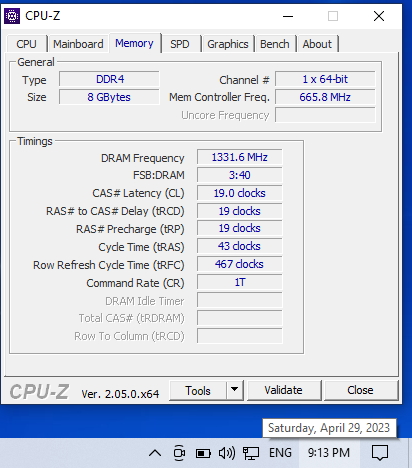 CPU-Z
CPU Mainboard Memory SPD Graphics Bench About
General
Type DDR4 Channel # 1 x 64-bit
Size 8 GBytes Mem Controller Freq. 665.8 MHz
Uncore Frequency
Timings
DRAM Frequency 1331.6 MHz
FSB:DRAM 3:40
CAS# Latency (CL) 19.0 clocks
RAS# to CAS# Delay (tRCD) 19 clocks
RAS# Precharge (tRP) 19 clocks
Cycle Time (tRAS) 43 clocks
Row Refresh Cycle Time (tRFC) 467 clocks
Command Rate (CR) 1T
DRAM Idle Timer
Total CAS# (tRDRAM)
Row To Column (tRCD)
CPU-Z Ver. 2.05.0.x64 Tools Validate Close
Saturday, April 29, 2023
ENG 9:13 PM